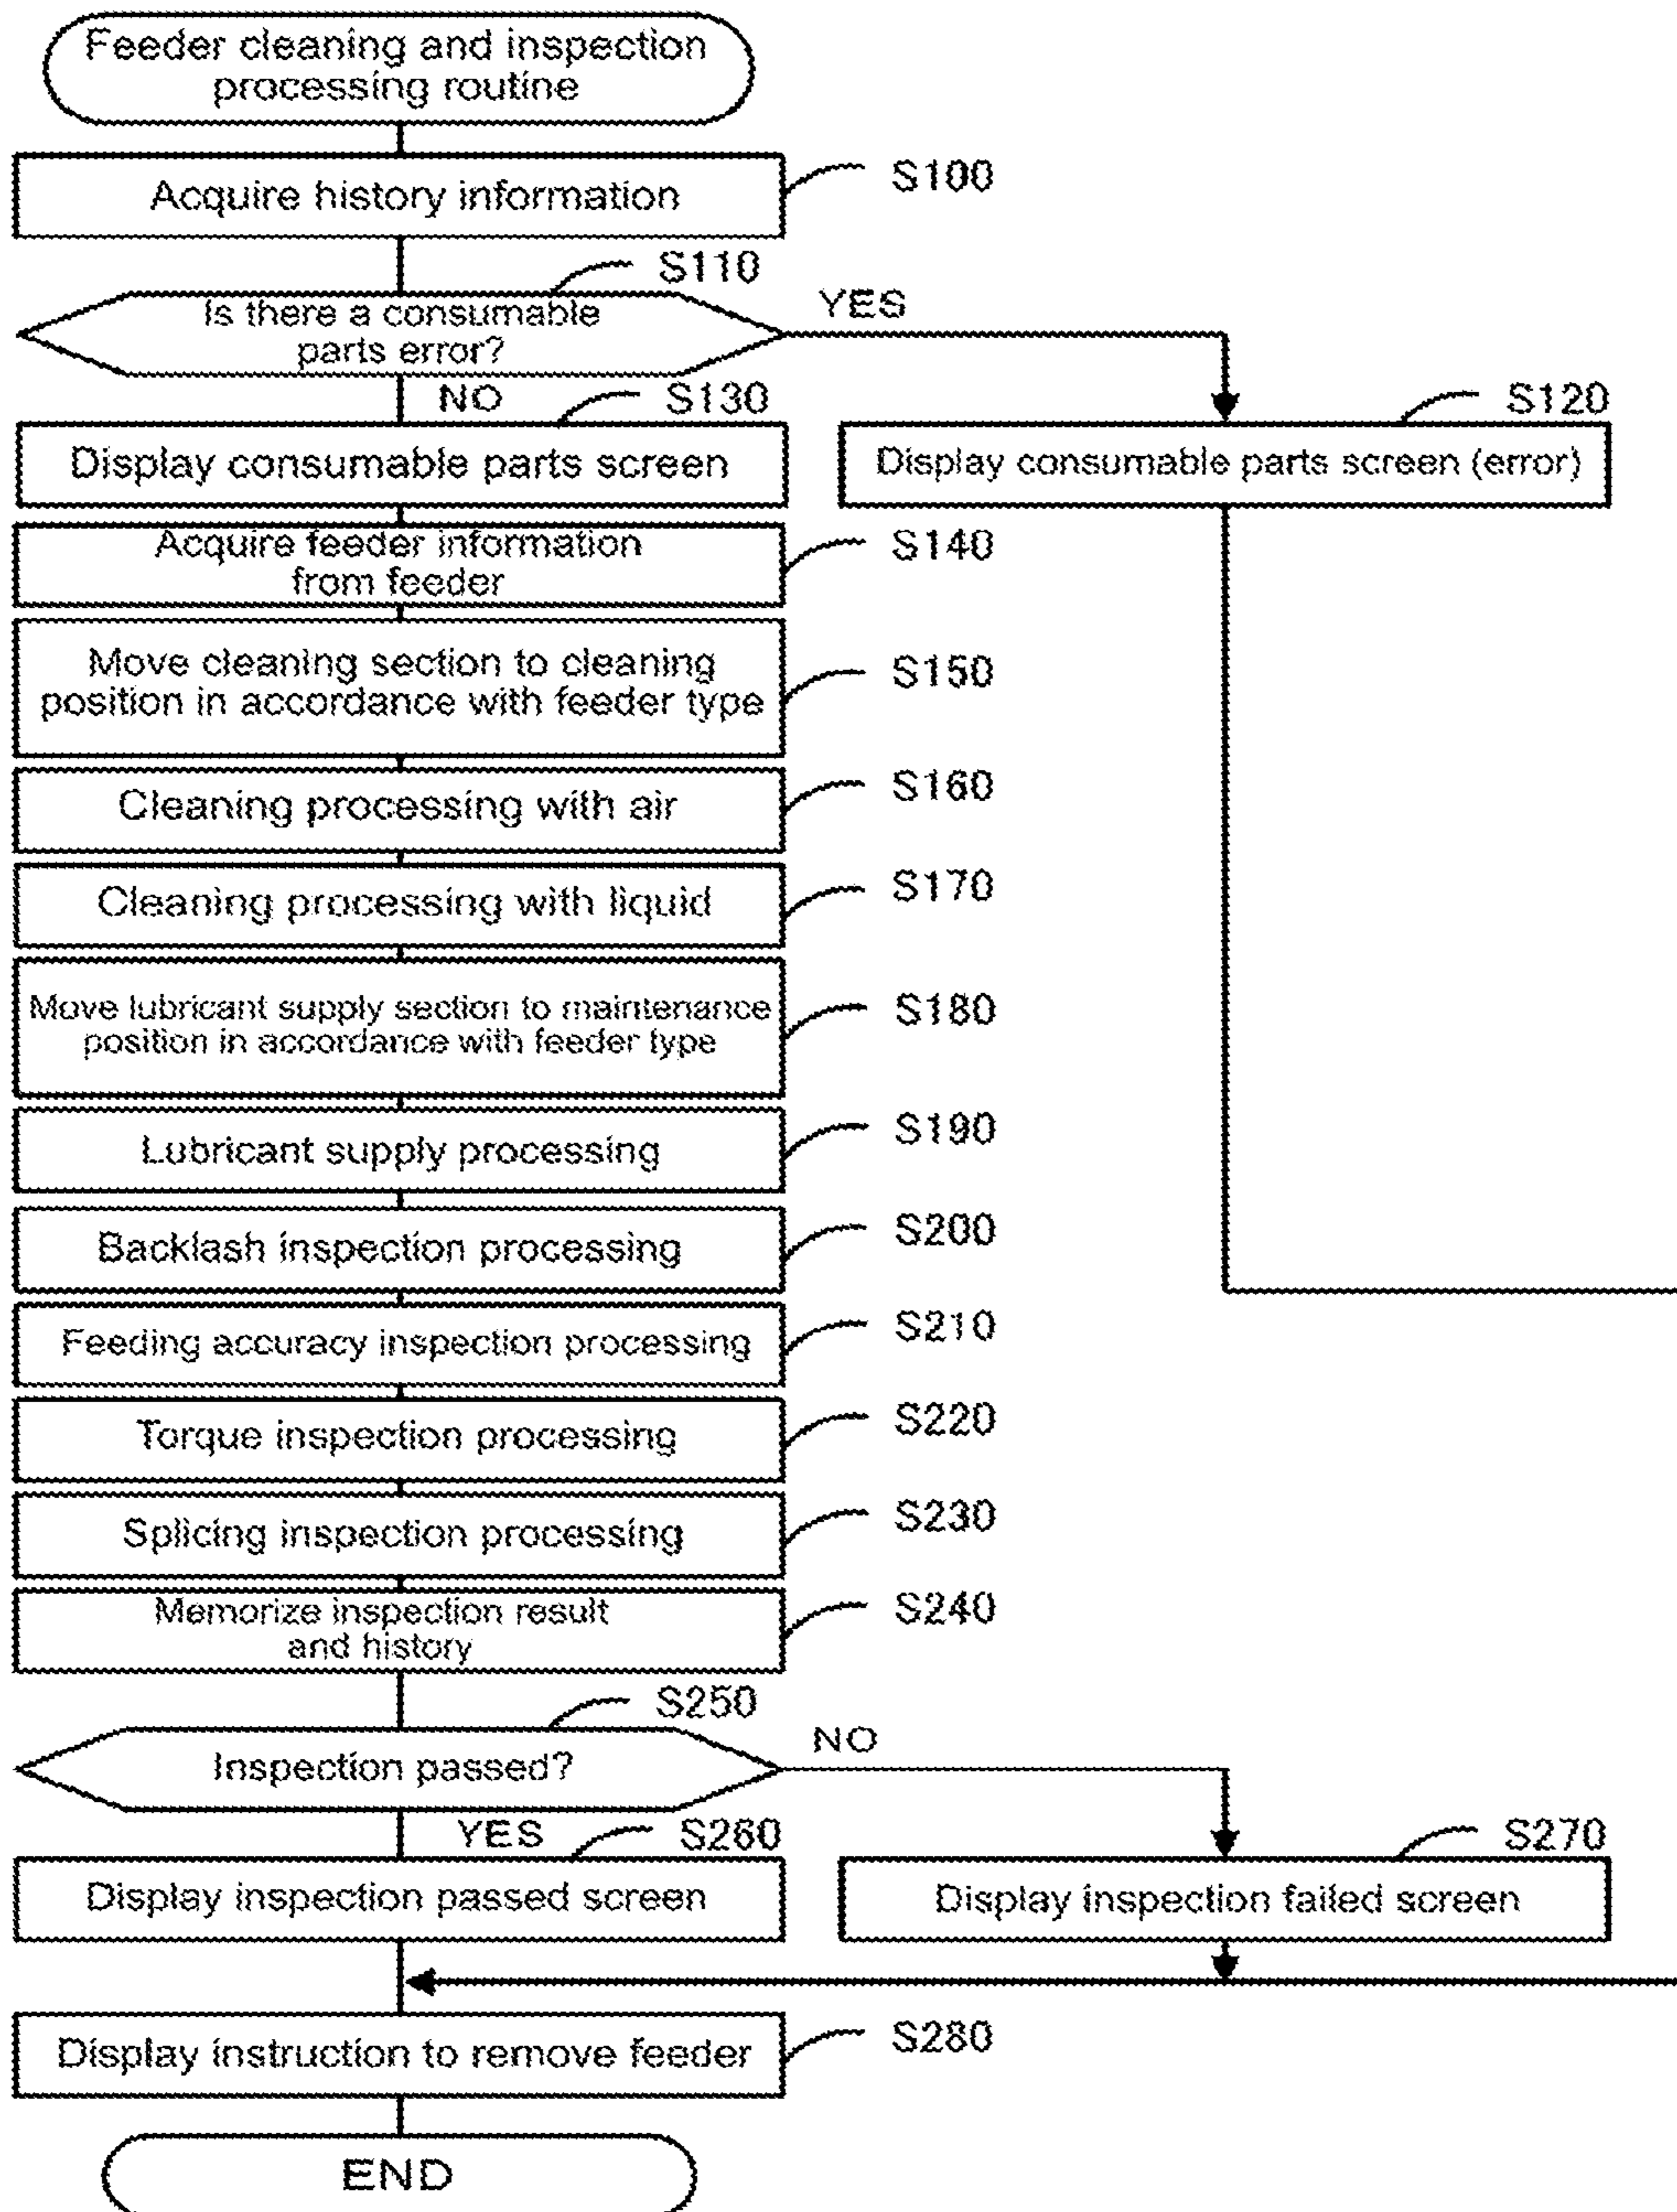 Feeder cleaning and inspection
processing routine
Acquire history information
S100
S110
Is there a consumable
parts error?
YES
NO
S130
S120
Display consumable parts screen
Display consumable parts screen (error)
Acquire feeder information
from feeder
S140
Move cleaning section to cleaning
position in accordance with feeder type
S150
Cleaning processing with air
S160
Cleaning processing with liquid
S170
Move lubricant supply section to maintenance
position in accordance with feeder type
S180
Lubricant supply processing
S190
Backlash inspection processing
S200
Feeding accuracy inspection processing
S210
Torque inspection processing
S220
Splicing inspection processing
S230
Memorize inspection result
and history
S240
S250
Inspection passed?
NO
YES
S260
S270
Display inspection passed screen
Display inspection failed screen
Display instruction to remove feeder
S280
END